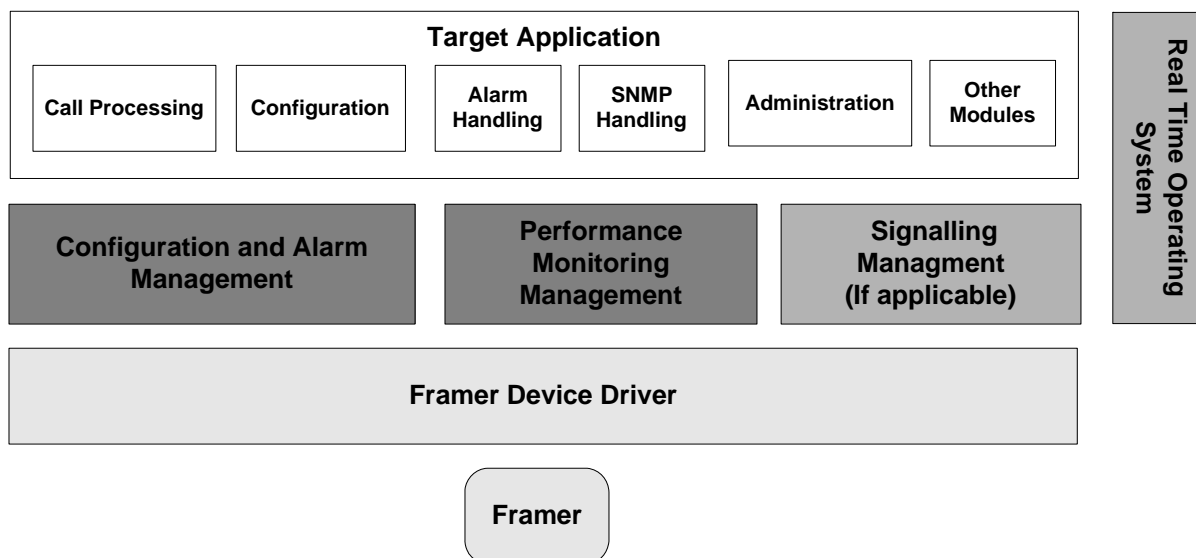 Target Application
Call Processing
Configuration
Alarm
Handling
SNMP
Handling
Administration
Other
Modules
Real Time Operating
System
Configuration and Alarm
Management
Performance
Monitoring
Management
Signalling
Managment
(If applicable)
Framer Device Driver
Framer